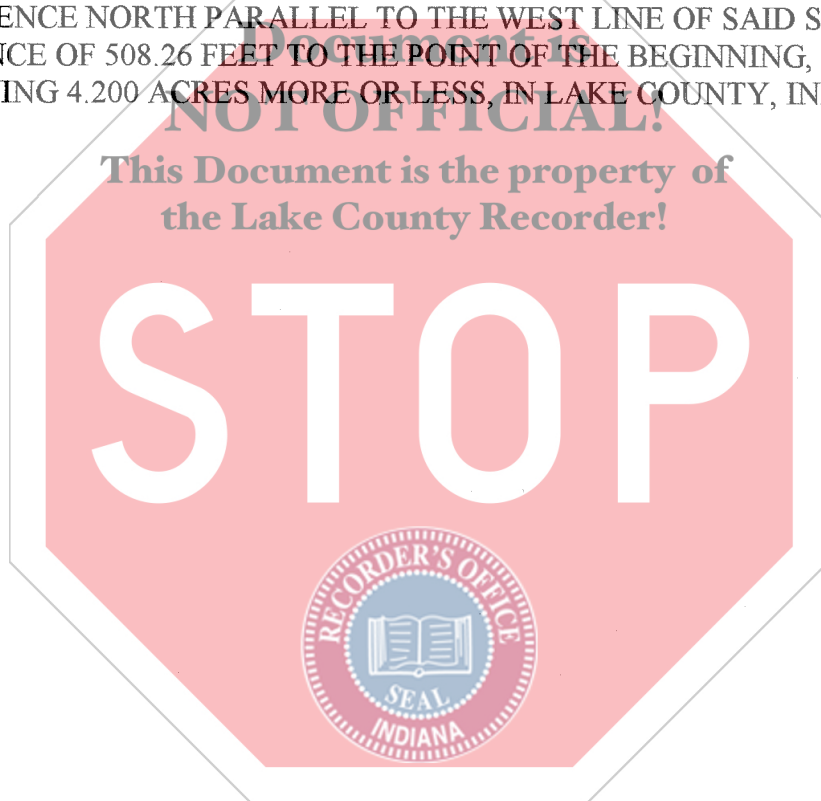 ENCE NORTH PARALLEL TO THE WEST LINE OF SAID S
NCE OF 508.26 FEET TO THE POINT OF THE BEGINNING,
ING 4.200 ACRES MORE OR LESS, IN LAKE COUNTY, IN
Document is
NOT OFFICIAL!
This Document is the property of
the Lake County Recorder!
STOP
RECORDER'S OFFICE
SEAL
INDIANA